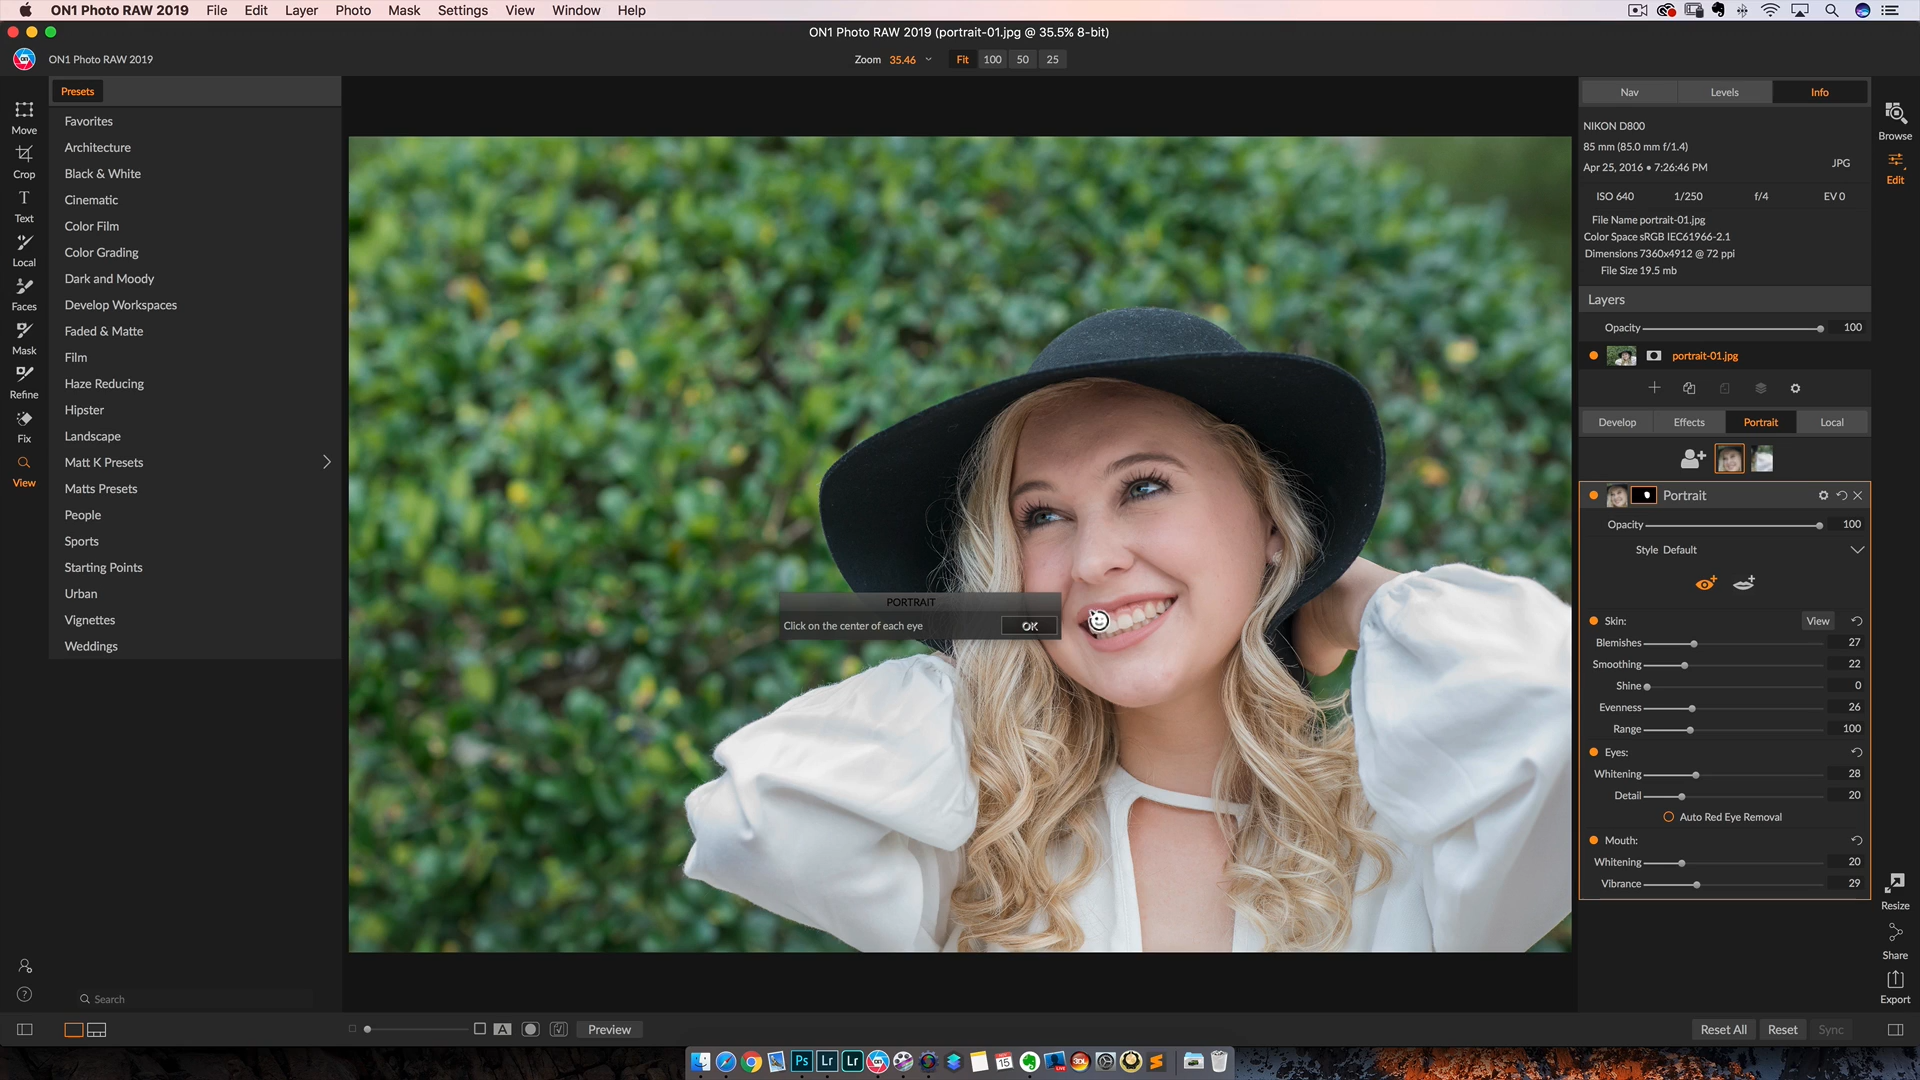 ON1 Photo RAW 2019 File Edit Layer Photo Mask Settings View Window Help
ON1 Photo RAW 2019 (portrait-01.jpg @ 35.5% 8-bit)
ON1 Photo RAW 2019
Zoom 35.46 Fit 100 50 25
Presets
Favorites
Architecture
Black & White
Cinematic
Color Film
Color Grading
Dark and Moody
Develop Workspaces
Faded & Matte
Film
Haze Reducing
Hipster
Landscape
Matt K Presets
Matts Presets
People
Sports
Starting Points
Urban
Vignettes
Weddings
Move
Crop
Text
Local
Faces
Mask
Refine
Fix
View
Search
PORTRAIT
Click on the center of each eye OK
Nav Levels Info
NIKON D800
85 mm (85.0 mm f/1.4)
Apr 25, 2016 • 7:26:46 PM JPG
ISO 640 1/250 f/4 EV 0
File Name portrait-01.jpg
Color Space sRGB IEC61966-2.1
Dimensions 7360x4912 @ 72 ppi
File Size 19.5 mb
Layers
Opacity 100
portrait-01.jpg
Develop Effects Portrait Local
Portrait
Opacity 100
Style Default
Skin: View
Blemishes 27
Smoothing 22
Shine 0
Evenness 26
Range 100
Eyes:
Whitening 28
Detail 20
Auto Red Eye Removal
Mouth:
Whitening 20
Vibrance 29
Browse
Edit
Resize
Share
Export
A Preview
Reset All Reset Sync
Ps Lr Lr ON 15 LIVE